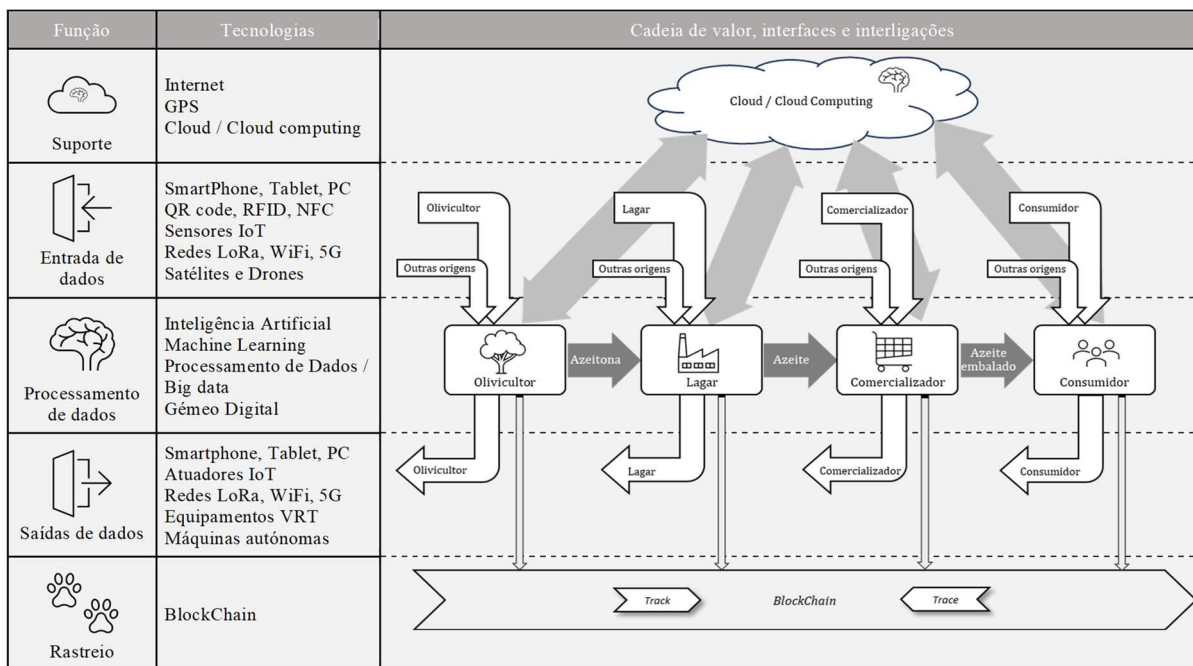 Função
Tecnologias
Cadeia de valor, interfaces e interligações
Suporte
Internet
GPS
Cloud / Cloud computing
Cloud / Cloud Computing
Entrada de
dados
SmartPhone, Tablet, PC
QR code, RFID, NFC
Sensores IoT
Redes LoRa, WiFi, 5G
Satélites e Drones
Olivicultor
Outras origens
Lagar
Outras origens
Comercializador
Outras origens
Consumidor
Outras origens
Processamento
de dados
Inteligência Artificial
Machine Learning
Processamento de Dados /
Big data
Gémeo Digital
Olivicultor
Azeitona
Lagar
Azeite
Comercializador
Azeite
embalado
Consumidor
Saídas de dados
Smartphone, Tablet, PC
Atuadores IoT
Redes LoRa, WiFi, 5G
Equipamentos VRT
Máquinas autónomas
Olivicultor
Lagar
Comercializador
Consumidor
Rastreio
BlockChain
Track
BlockChain
Trace